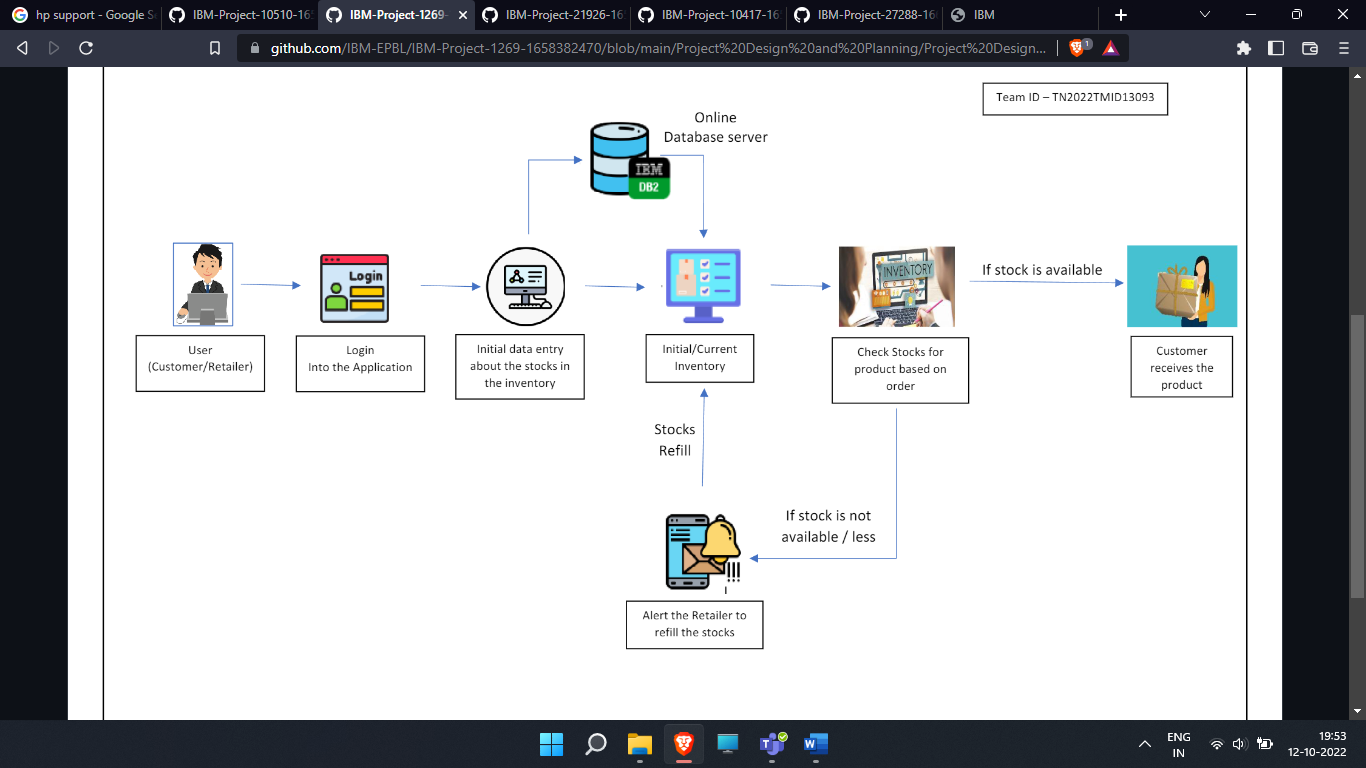 hp support - Google S
IBM-Project-10510-16
IBM-Project-1269-
IBM-Project-21926-16
IBM-Project-10417-16
IBM-Project-27288-16
IBM
github.com/IBM-EPBL/IBM-Project-1269-1658382470/blob/main/Project%20Design%20and%20Planning/Project%20Design...
1
Team ID – TN2022TMID13093
Online
Database server
IBM
DB2
Login
INVENTORY
If stock is available
User
(Customer/Retailer)
Login
Into the Application
Initial data entry
about the stocks in
the inventory
Initial/Current
Inventory
Check Stocks for
product based on
order
Customer
receives the
product
Stocks
Refill
If stock is not
available / less
!!!
Alert the Retailer to
refill the stocks
ENG
IN
19:53
12-10-2022